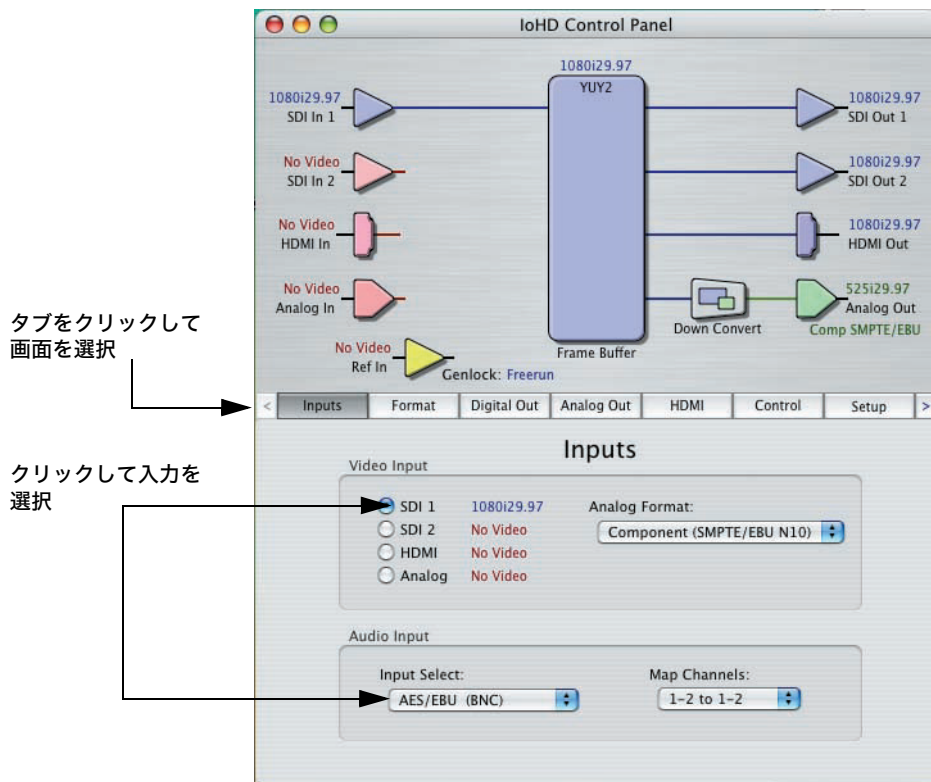 IoHD Control Panel
1080i29.97
YUY2
1080i29.97
SDI In 1
1080i29.97
SDI Out 1
No Video
SDI In 2
1080i29.97
SDI Out 2
No Video
HDMI In
1080i29.97
HDMI Out
No Video
Analog In
525i29.97
Analog Out
Comp SMPTE/EBU
Down Convert
Frame Buffer
No Video
Ref In
Genlock: Freerun
タブをクリックして
画面を選択
< Inputs Format Digital Out Analog Out HDMI Control Setup >
Inputs
クリックして入力を
選択
Video Input
SDI 1 1080i29.97
SDI 2 No Video
HDMI No Video
Analog No Video
Analog Format:
Component (SMPTE/EBU N10)
Audio Input
Input Select:
AES/EBU (BNC)
Map Channels:
1-2 to 1-2